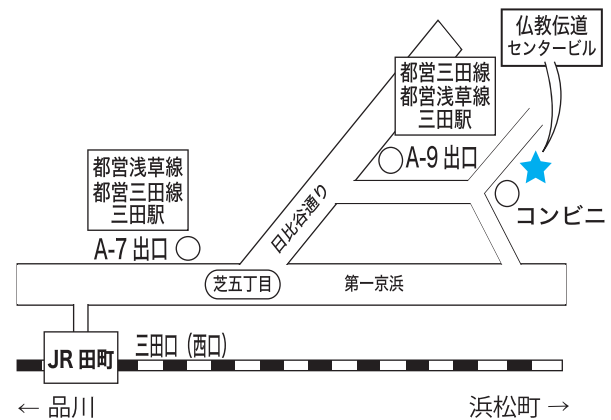 仏教伝道
センタービル
都営三田線
都営浅草線
三田駅
A-9 出口
都営浅草線
都営三田線
三田駅
A-7 出口
日比谷通り
コンビニ
芝五丁目
第一京浜
JR 田町
三田口（西口）
← 品川
浜松町 →